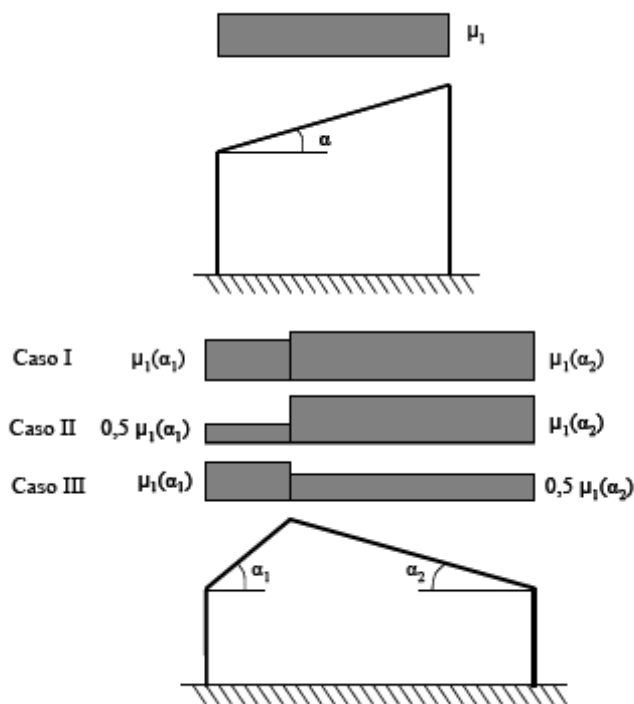 μ₁
α
Caso I μ₁(α₁) μ₁(α₂)
Caso II 0,5 μ₁(α₁) μ₁(α₂)
Caso III μ₁(α₁) 0,5 μ₁(α₂)
α₁ α₂